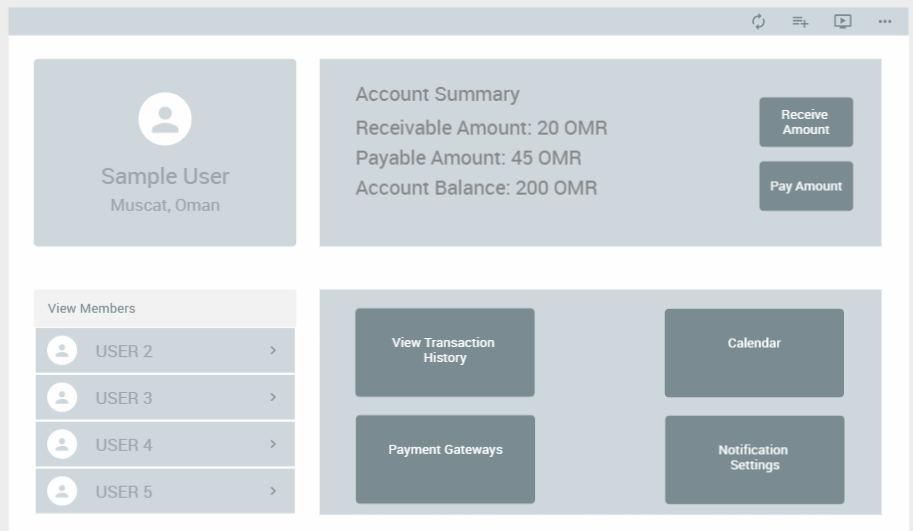 Sample User
Muscat, Oman
Account Summary
Receivable Amount: 20 OMR
Payable Amount: 45 OMR
Account Balance: 200 OMR
Receive
Amount
Pay Amount
View Members
USER 2
USER 3
USER 4
USER 5
View Transaction
History
Calendar
Payment Gateways
Notification
Settings